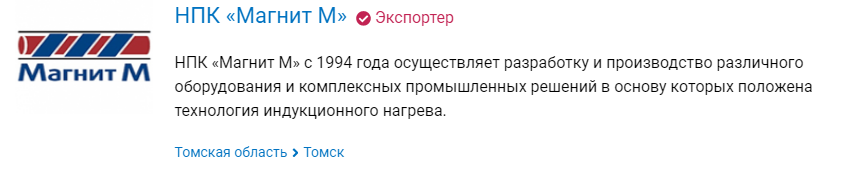 НПК «Магнит М» Экспортер
Магнит М
НПК «Магнит М» с 1994 года осуществляет разработку и производство различного
оборудования и комплексных промышленных решений в основу которых положена
технология индукционного нагрева.
Томская область > Томск